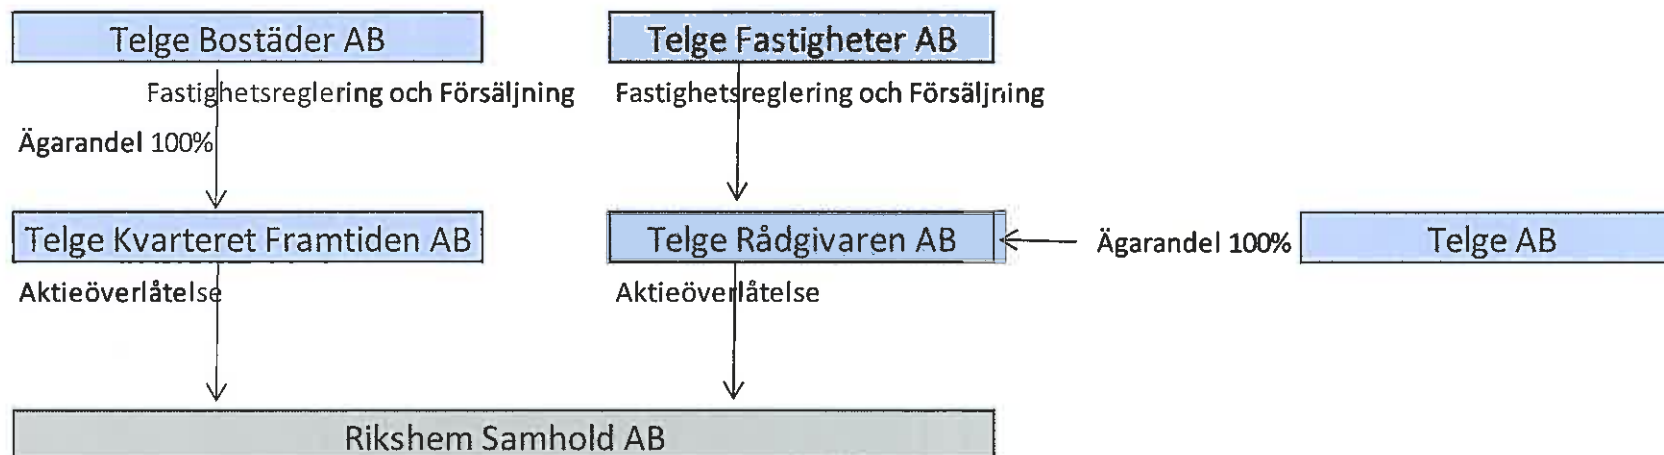 Telge Bostäder AB
Telge Fastigheter AB
Fastighetsreglering och Försäljning
Fastighetsreglering och Försäljning
Ägarandel 100%
Telge Kvarteret Framtiden AB
Telge Rådgivaren AB
Ägarandel 100%
Telge AB
Aktieöverlåtelse
Aktieöverlåtelse
Rikshem Samhold AB